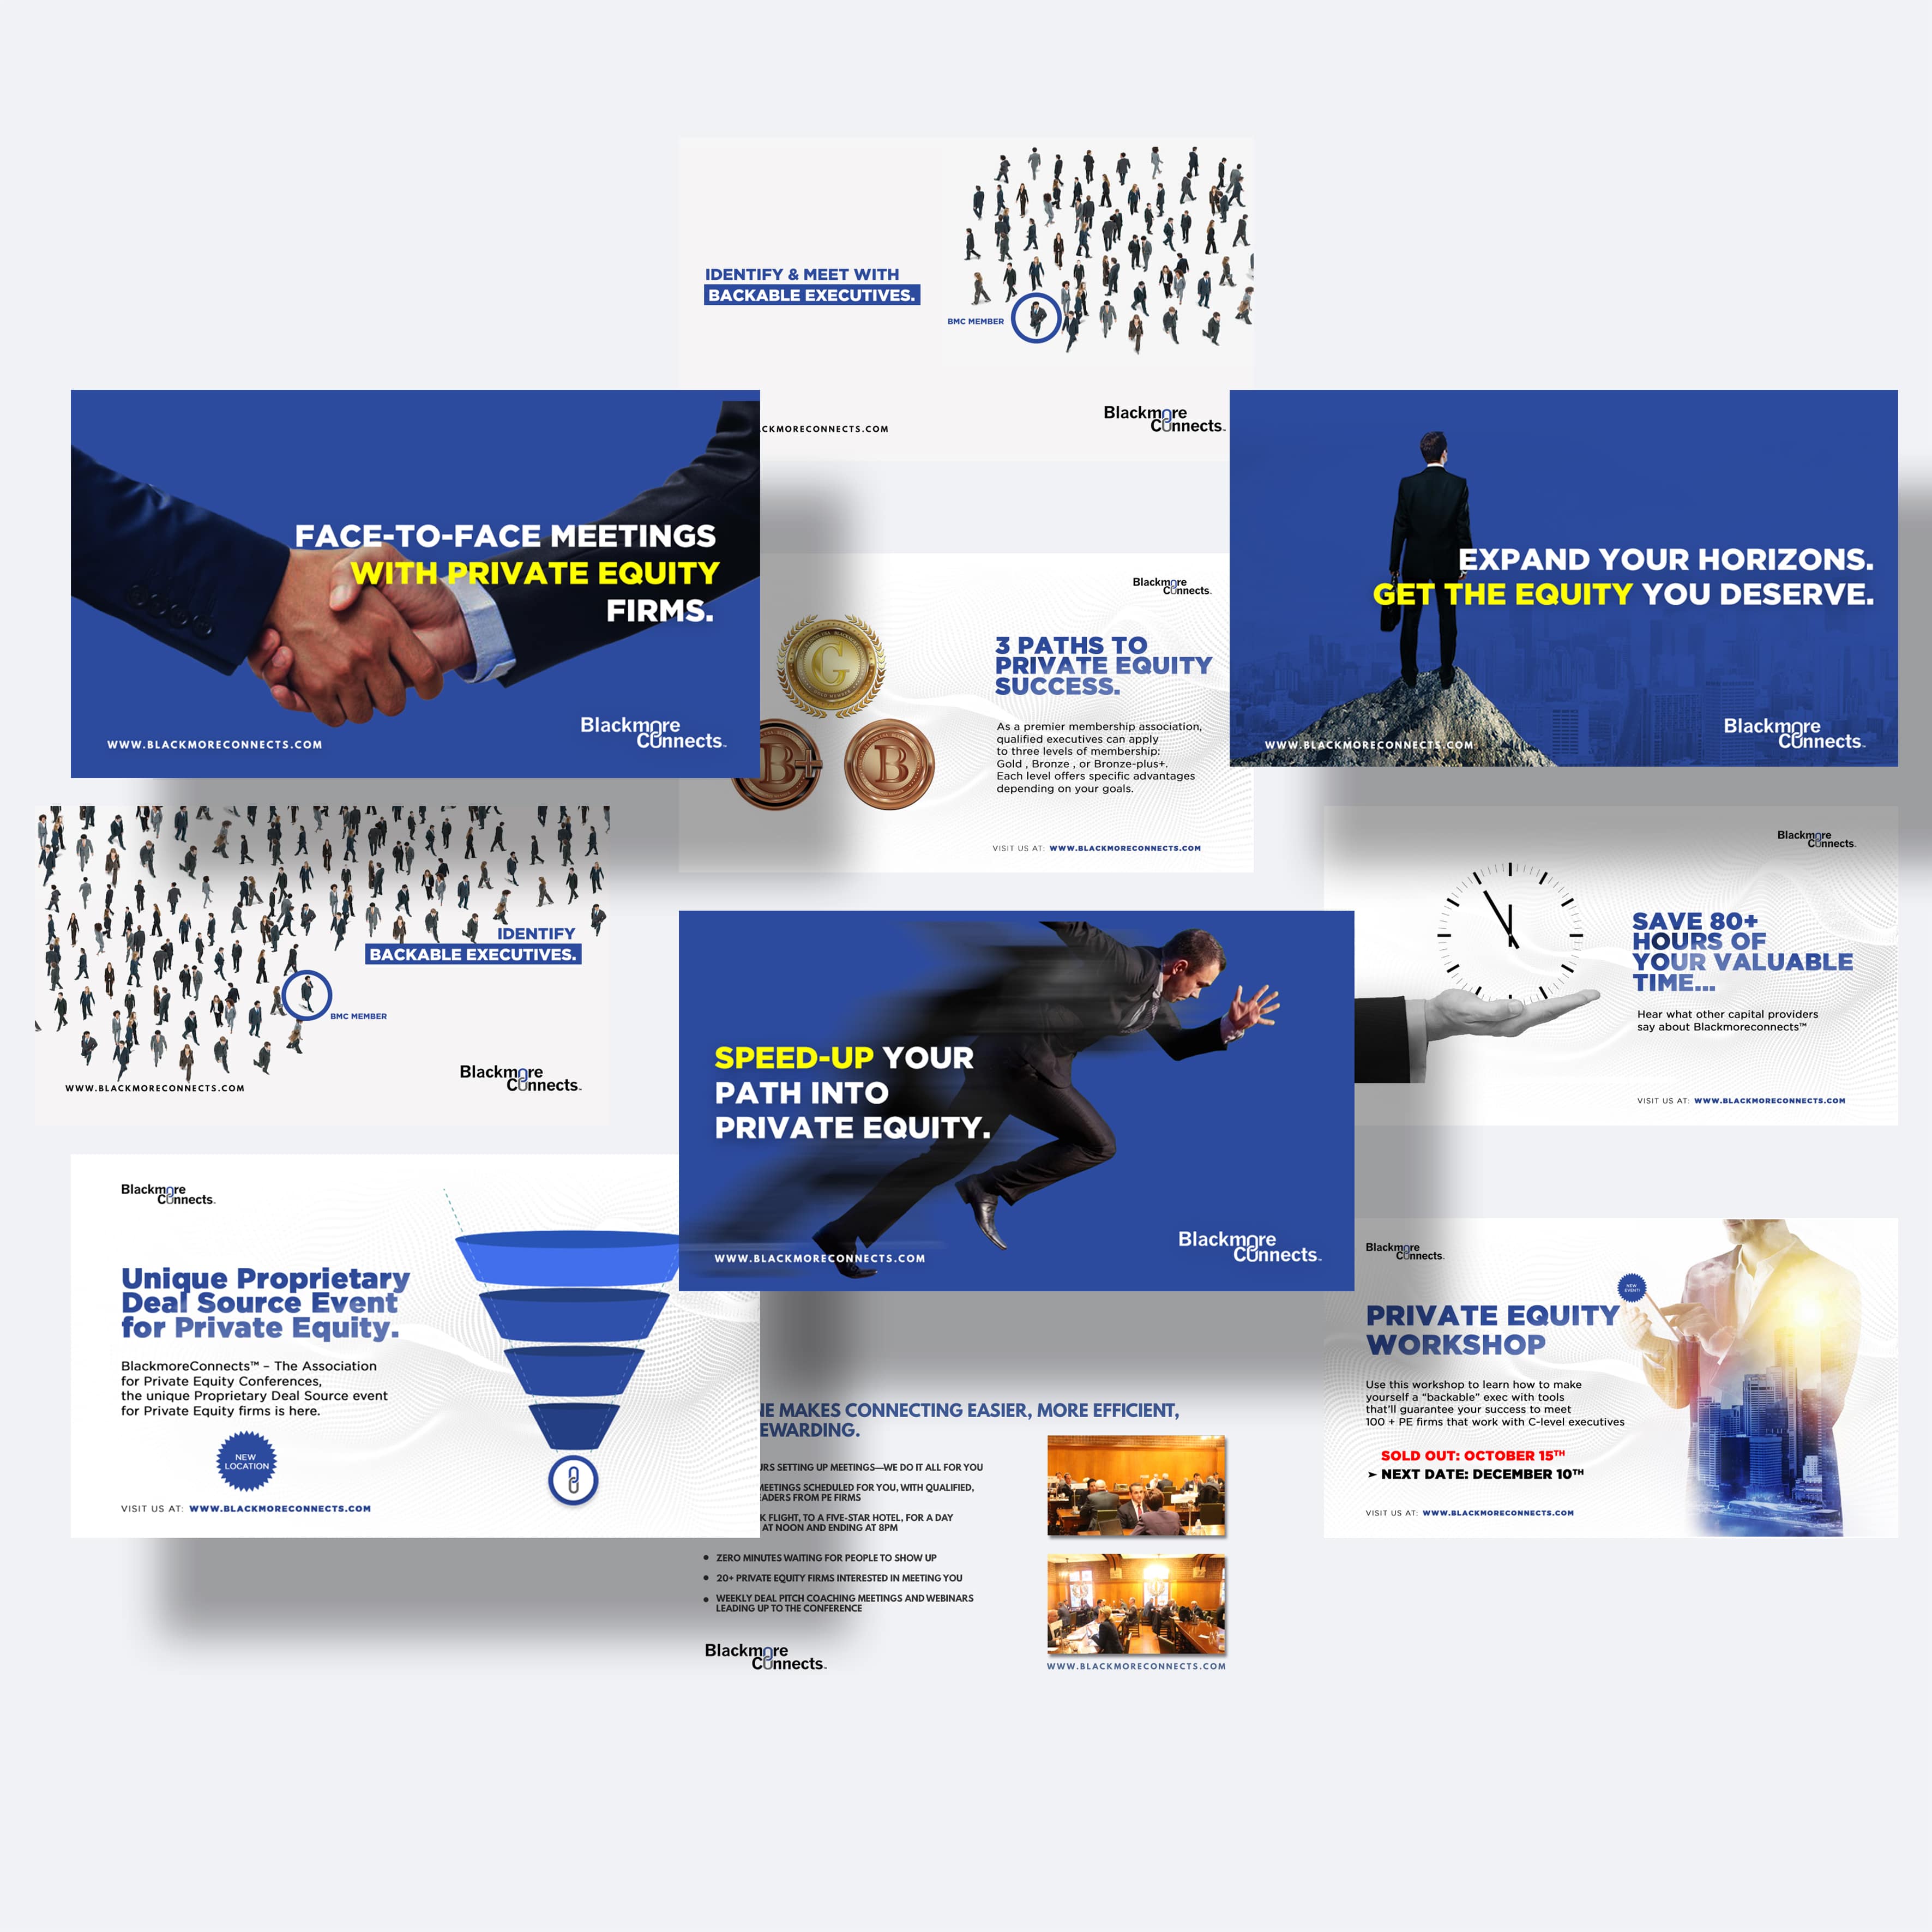 IDENTIFY & MEET WITH
BACKABLE EXECUTIVES.
BMC MEMBER
CKMORECONNECTS.COM
Blackmore
Connects
FACE-TO-FACE MEETINGS
WITH PRIVATE EQUITY
FIRMS.
WWW.BLACKMORECONNECTS.COM
Blackmore
Connects
EXPAND YOUR HORIZONS.
GET THE EQUITY YOU DESERVE.
WWW.BLACKMORECONNECTS.COM
Blackmore
Connects
Blackmore
Connects
G
B+
B
3 PATHS TO
PRIVATE EQUITY
SUCCESS.
As a premier membership association,
qualified executives can apply
to three levels of membership:
Gold , Bronze , or Bronze-plus+.
Each level offers specific advantages
depending on your goals.
VISIT US AT: WWW.BLACKMORECONNECTS.COM
IDENTIFY
BACKABLE EXECUTIVES.
BMC MEMBER
WWW.BLACKMORECONNECTS.COM
Blackmore
Connects
Blackmore
Connects
SAVE 80+
HOURS OF
YOUR VALUABLE
TIME...
Hear what other capital providers
say about Blackmoreconnects™
VISIT US AT: WWW.BLACKMORECONNECTS.COM
SPEED-UP YOUR
PATH INTO
PRIVATE EQUITY.
WWW.BLACKMORECONNECTS.COM
Blackmore
Connects
Blackmore
Connects
Unique Proprietary
Deal Source Event
for Private Equity.
BlackmoreConnects™ – The Association
for Private Equity Conferences,
the unique Proprietary Deal Source event
for Private Equity firms is here.
NEW
LOCATION
VISIT US AT: WWW.BLACKMORECONNECTS.COM
Blackmore
Connects
NEW
EVENT!
PRIVATE EQUITY
WORKSHOP
Use this workshop to learn how to make
yourself a “backable” exec with tools
that’ll guarantee your success to meet
100 + PE firms that work with C-level executives
SOLD OUT: OCTOBER 15TH
➢ NEXT DATE: DECEMBER 10TH
VISIT US AT: WWW.BLACKMORECONNECTS.COM
NE MAKES CONNECTING EASIER, MORE EFFICIENT,
EWARDING.
URS SETTING UP MEETINGS—WE DO IT ALL FOR YOU
MEETINGS SCHEDULED FOR YOU, WITH QUALIFIED,
EADERS FROM PE FIRMS
K FLIGHT, TO A FIVE-STAR HOTEL, FOR A DAY
AT NOON AND ENDING AT 8PM
• ZERO MINUTES WAITING FOR PEOPLE TO SHOW UP
• 20+ PRIVATE EQUITY FIRMS INTERESTED IN MEETING YOU
• WEEKLY DEAL PITCH COACHING MEETINGS AND WEBINARS
LEADING UP TO THE CONFERENCE
Blackmore
Connects
WWW.BLACKMORECONNECTS.COM